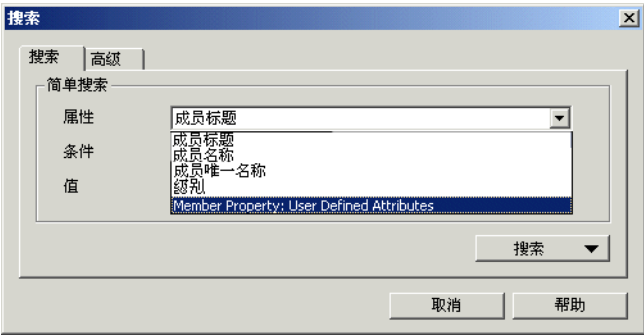 搜索
搜索 高级
简单搜索
属性 成员标题
成员标题
条件 成员名称
成员唯一名称
值 级别
Member Property: User Defined Attributes
搜索
取消 帮助